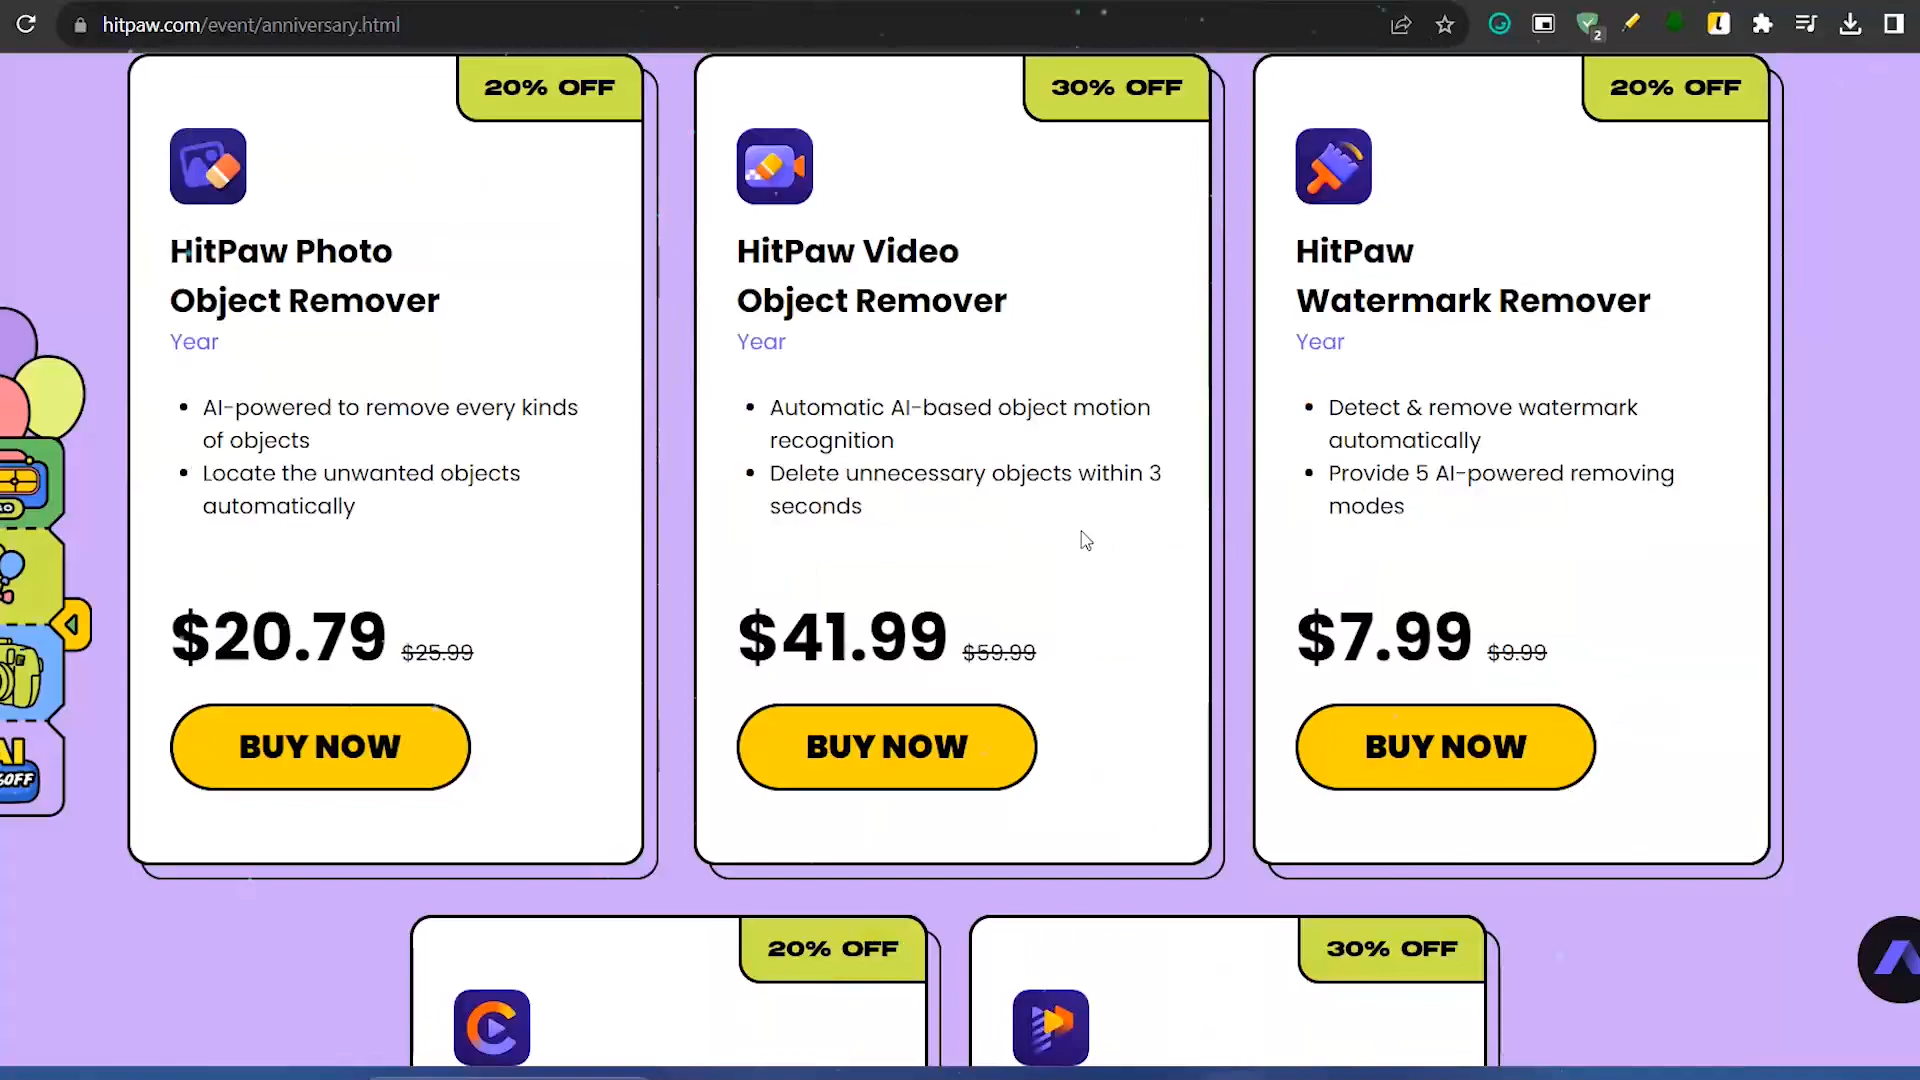 hitpaw.com/event/anniversary.html
2
20% OFF
HitPaw Photo
Object Remover
Year
AI-powered to remove every kinds
of objects
Locate the unwanted objects
automatically
$20.79 $25.99
BUY NOW
30% OFF
HitPaw Video
Object Remover
Year
Automatic AI-based object motion
recognition
Delete unnecessary objects within 3
seconds
$41.99 $59.99
BUY NOW
20% OFF
HitPaw
Watermark Remover
Year
Detect & remove watermark
automatically
Provide 5 AI-powered removing
modes
$7.99 $9.99
BUY NOW
AI
%OFF
20% OFF
30% OFF